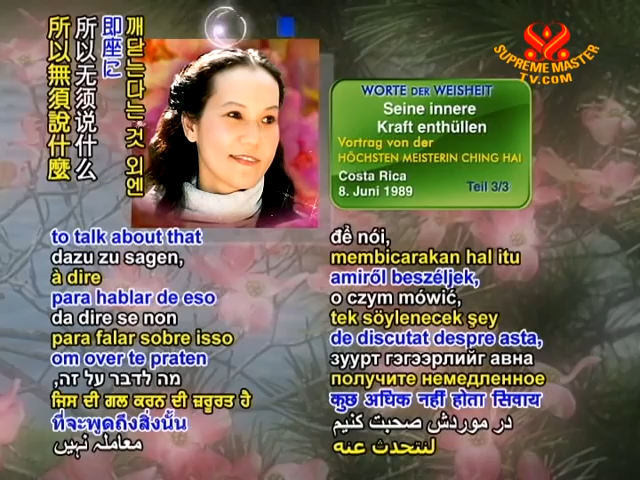 깨닫는다는 것 외엔
即座に
所以无须说什么
所以無須說什麼
SUPREME MASTER
TV.COM
WORTE DER WEISHEIT
Seine innere
Kraft enthüllen
Vortrag von der
HÖCHSTEN MEISTERIN CHING HAI
Costa Rica
8. Juni 1989
Teil 3/3
to talk about that
dazu zu sagen,
à dire
para hablar de eso
da dire se non
para falar sobre isso
om over te praten
מה לדבר על זה,
ਜਿਸ ਦੀ ਗਲ ਕਰਨ ਦੀ ਜ਼ਰੂਰਤ ਹੈ
ที่จะพูดถึงสิ่งนั้น
معاملہ نہیں
để nói,
membicarakan hal itu
amiről beszéljek,
o czym mówić,
tek söylenecek şey
de discutat despre asta,
зуурт гэгээрлийг авна
получите немедленное
कुछ अधिक नहीं होता सिवाय
در موردش صحبت کنیم
لنتحدث عنه